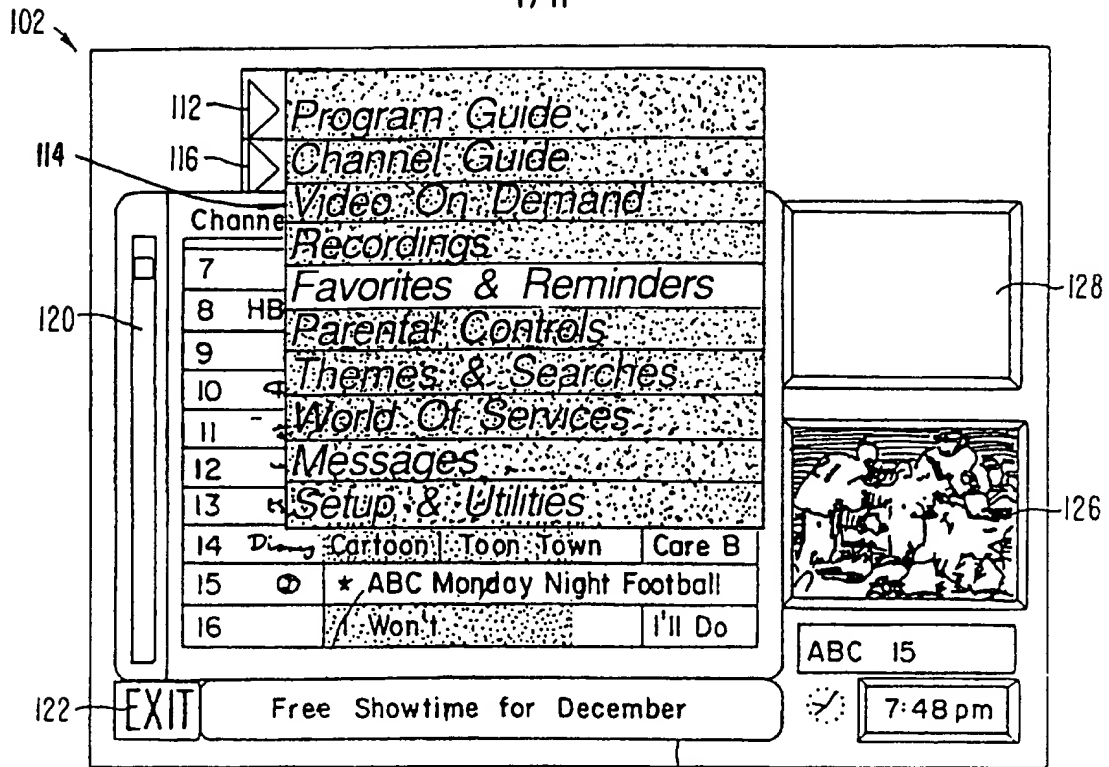 102
112
Program Guide
114
116
Channel Guide
Video On Demand
Channe
Recordings
7
Favorites & Reminders
128
8 HB
120
Parental Controls
9
Themes & Searches
10
World Of Services
11
12
Messages
13
Setup & Utilities
126
14 Disney Cartoon Toon Town Care B
15 * ABC Monday Night Football
16 I Won't I'll Do
ABC 15
122
EXIT
Free Showtime for December
7:48 pm